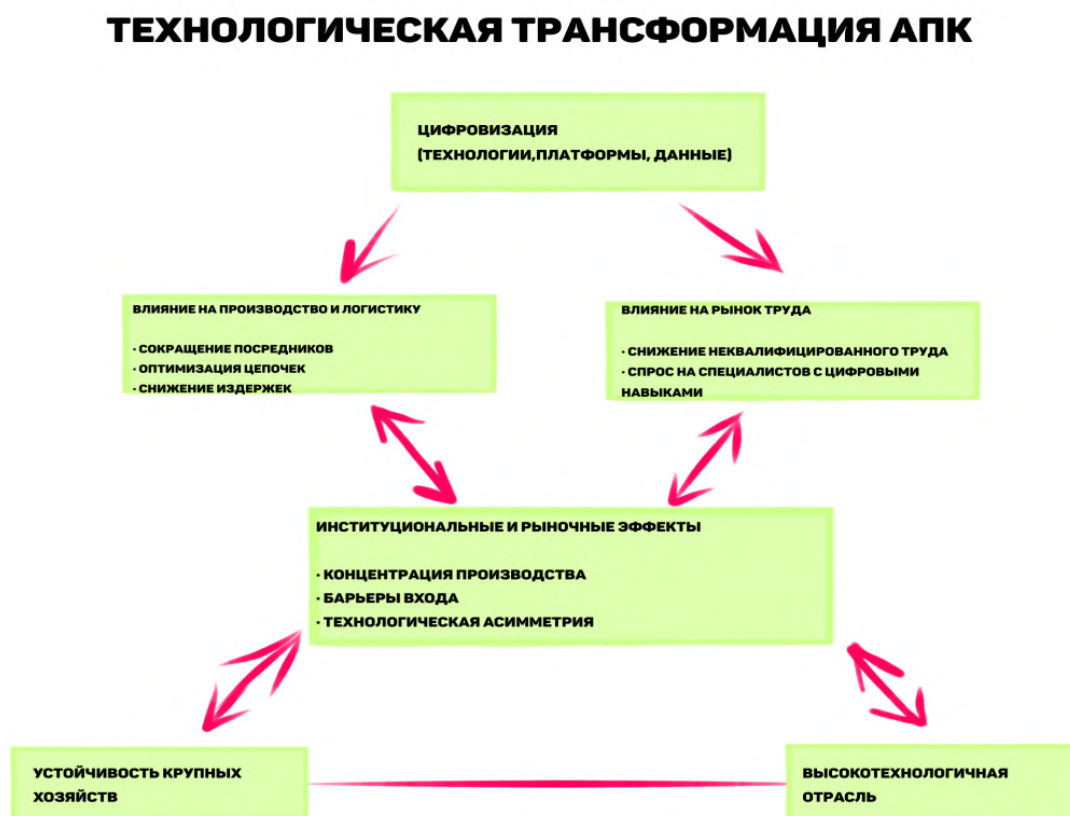 ТЕХНОЛОГИЧЕСКАЯ ТРАНСФОРМАЦИЯ АПК
ЦИФРОВИЗАЦИЯ
(ТЕХНОЛОГИИ,ПЛАТФОРМЫ, ДАННЫЕ)
ВЛИЯНИЕ НА ПРОИЗВОДСТВО И ЛОГИСТИКУ
· СОКРАЩЕНИЕ ПОСРЕДНИКОВ
· ОПТИМИЗАЦИЯ ЦЕПОЧЕК
· СНИЖЕНИЕ ИЗДЕРЖЕК
ВЛИЯНИЕ НА РЫНОК ТРУДА
· СНИЖЕНИЕ НЕКВАЛИФИЦИРОВАННОГО ТРУДА
· СПРОС НА СПЕЦИАЛИСТОВ С ЦИФРОВЫМИ
НАВЫКАМИ
ИНСТИТУЦИОНАЛЬНЫЕ И РЫНОЧНЫЕ ЭФФЕКТЫ
· КОНЦЕНТРАЦИЯ ПРОИЗВОДСТВА
· БАРЬЕРЫ ВХОДА
· ТЕХНОЛОГИЧЕСКАЯ АСИММЕТРИЯ
УСТОЙЧИВОСТЬ КРУПНЫХ
ХОЗЯЙСТВ
ВЫСОКОТЕХНОЛОГИЧНАЯ
ОТРАСЛЬ